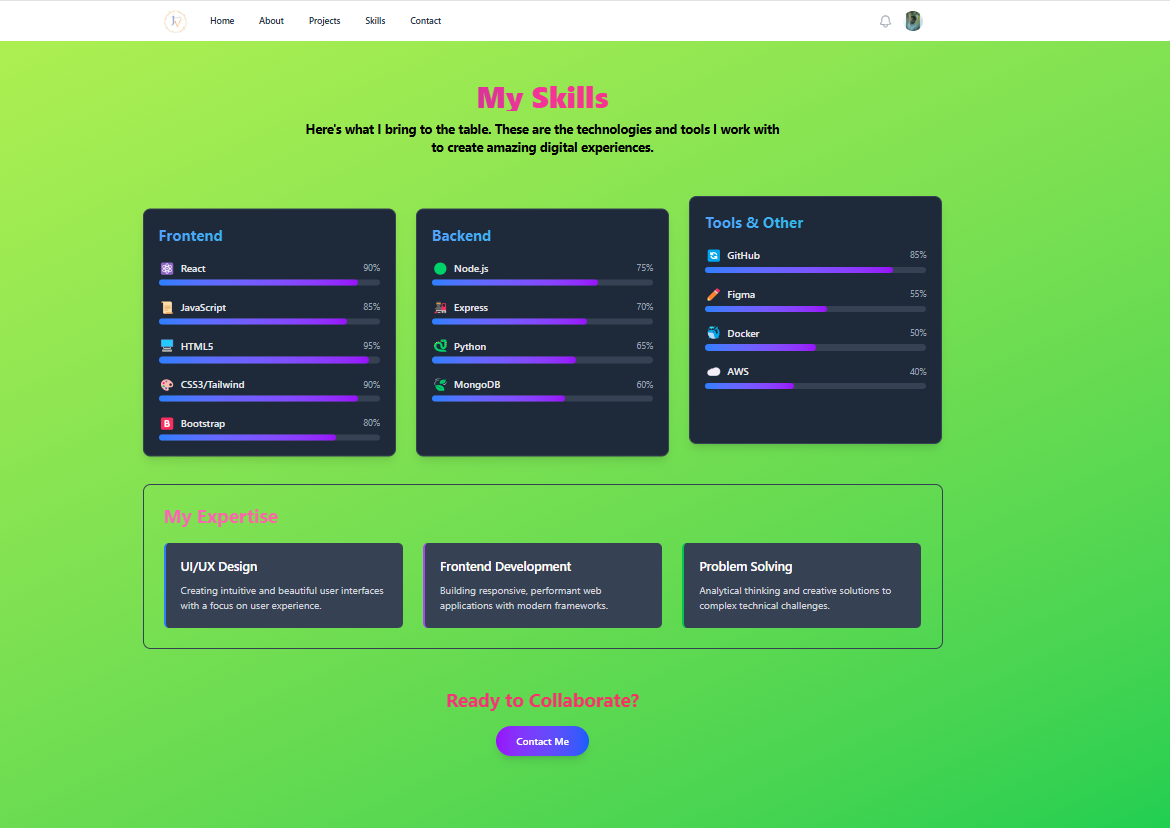 Home About Projects Skills Contact
My Skills
Here's what I bring to the table. These are the technologies and tools I work with
to create amazing digital experiences.
Frontend
React 90%
JavaScript 85%
HTML5 95%
CSS3/Tailwind 90%
B Bootstrap 80%
Backend
Node.js 75%
Express 70%
Python 65%
MongoDB 60%
Tools & Other
GitHub 85%
Figma 55%
Docker 50%
AWS 40%
My Expertise
UI/UX Design
Creating intuitive and beautiful user interfaces
with a focus on user experience.
Frontend Development
Building responsive, performant web
applications with modern frameworks.
Problem Solving
Analytical thinking and creative solutions to
complex technical challenges.
Ready to Collaborate?
Contact Me